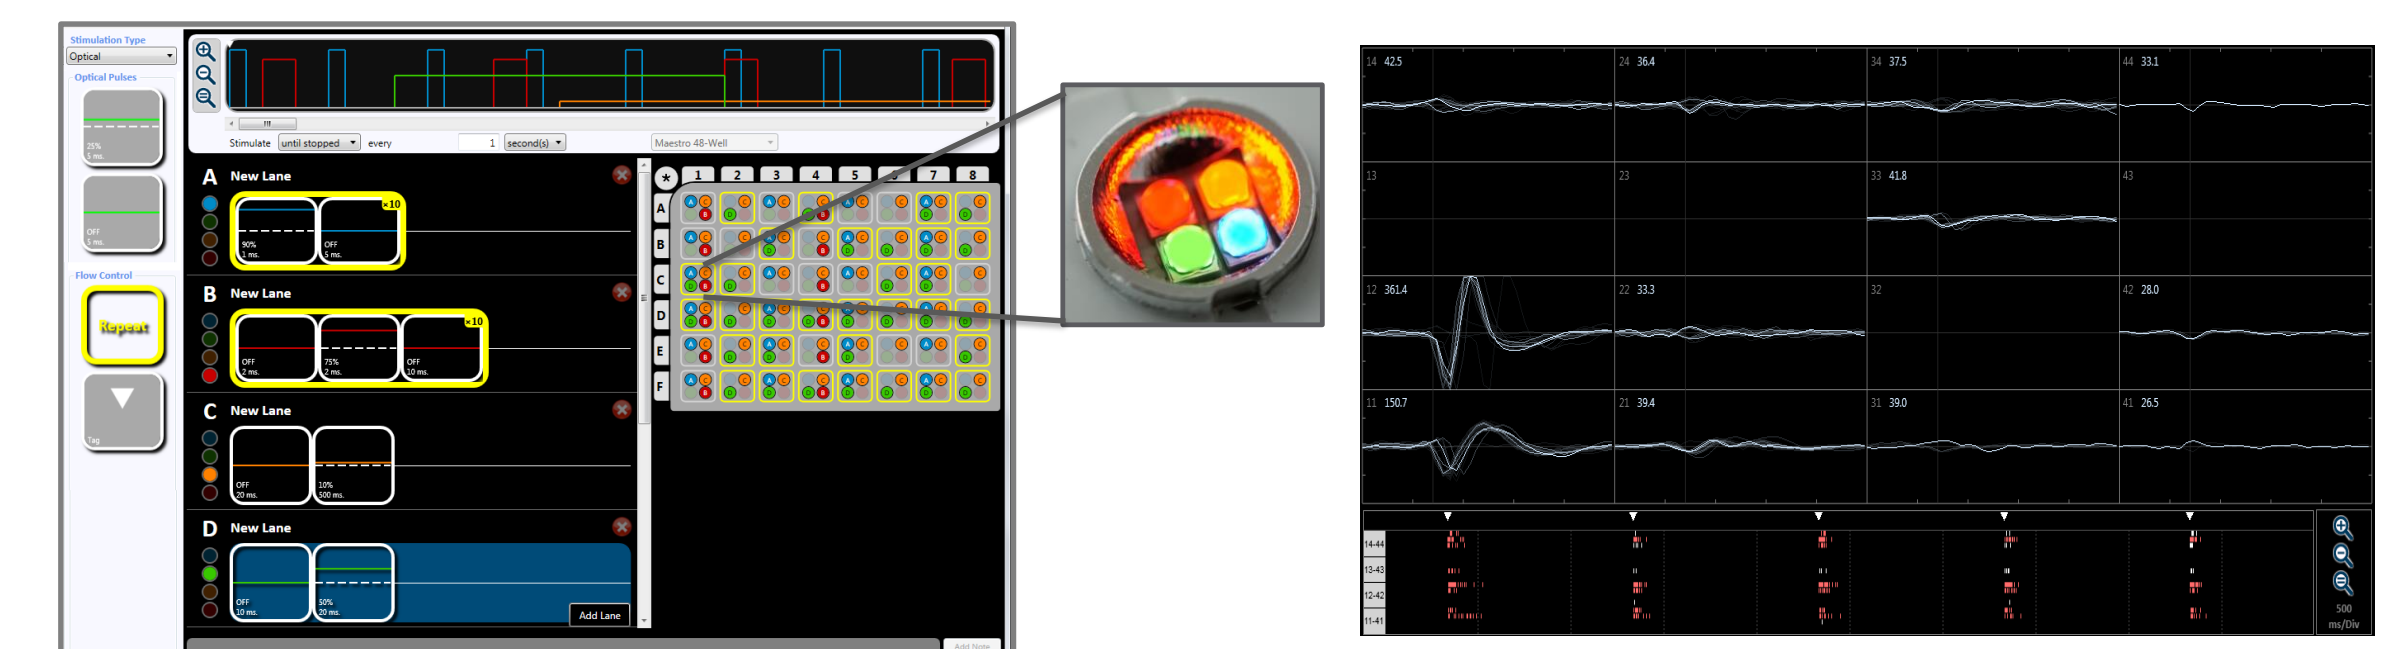 Stimulation Type
Optical
Optical Pulses
25%
5 ms.
OFF
5 ms.
Flow Control
Repeat
Tag
Stimulate until stopped every 1 second(s) Maestro 48-Well
A New Lane
×10
90%
1 ms.
OFF
5 ms.
B New Lane
×10
OFF
2 ms.
75%
2 ms.
OFF
10 ms.
C New Lane
OFF
20 ms.
10%
500 ms.
D New Lane
OFF
10 ms.
50%
20 ms.
Add Lane
Add Note
* 1 2 3 4 5 6 7 8
A
B
C
D
E
F
14 42.5 24 36.4 34 37.5 44 33.1
13 23 33 41.8 43
12 361.4 22 33.3 32 42 28.0
11 150.7 21 39.4 31 39.0 41 26.5
14-44
13-43
12-42
11-41
500
ms/Div